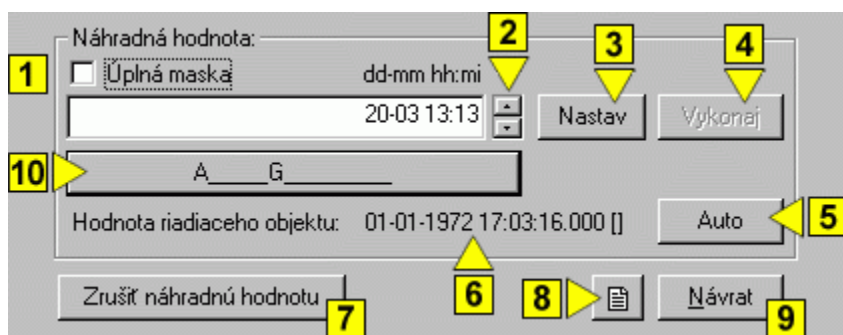 Náhradná hodnota:
2
3
4
1
Úplná maska
dd-mm hh:mi
20-03 13:13
Nastav
Vykonaj
10
A_____G_________
Hodnota riadiaceho objektu:
01-01-1972 17:03:16.000 []
Auto
5
6
Zrušiť náhradnú hodnotu
7
8
Návrat
9